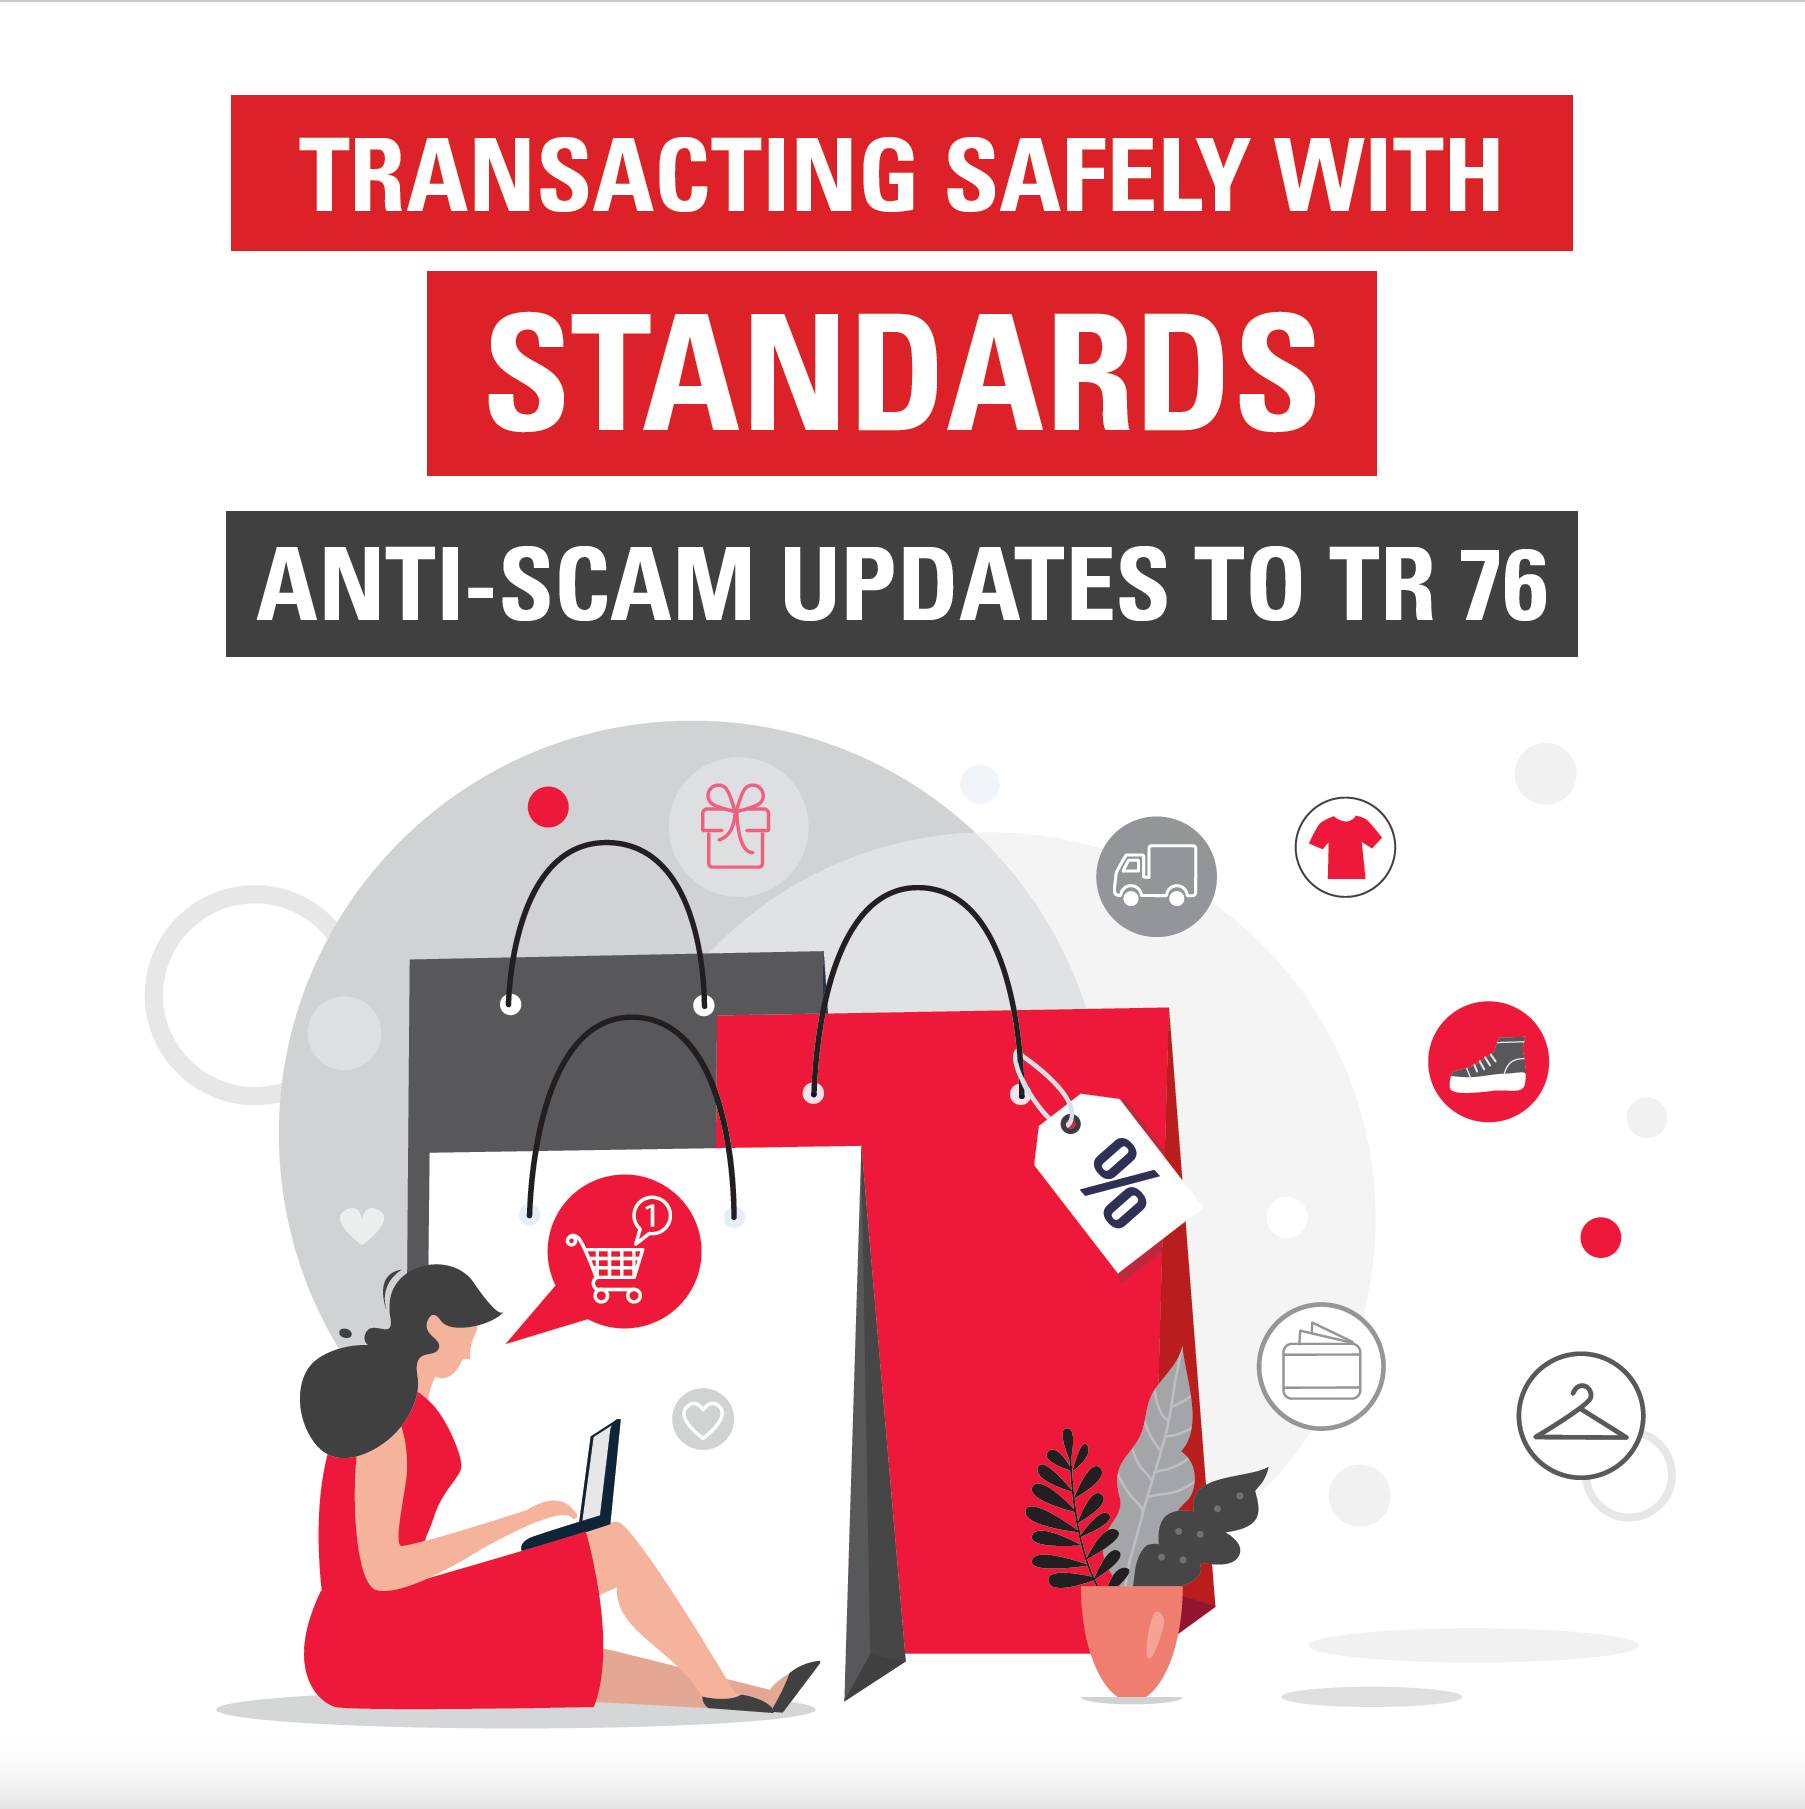 TRANSACTING SAFELY WITH
STANDARDS
ANTI-SCAM UPDATES TO TR 76
%
1